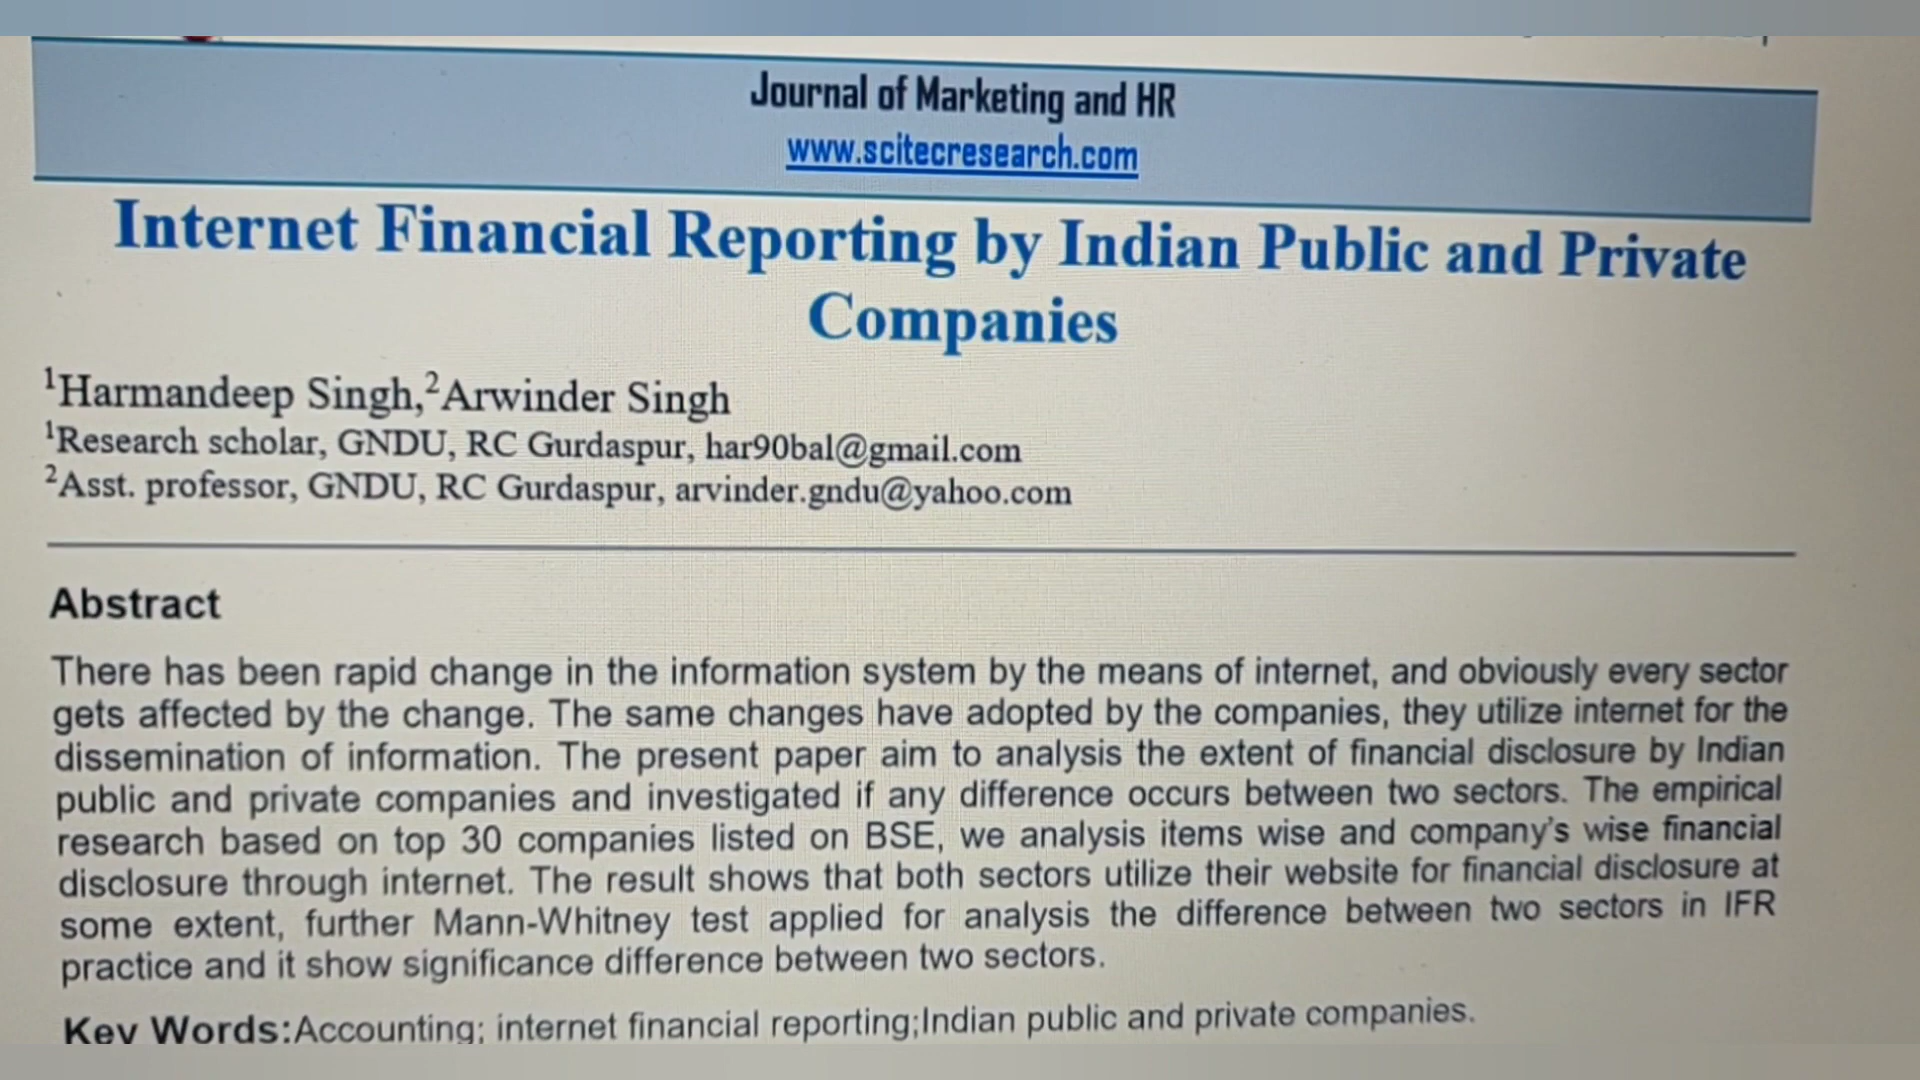 Journal of Marketing and HR
www.scitecresearch.com
Internet Financial Reporting by Indian Public and Private
Companies
¹Harmandeep Singh,²Arwinder Singh
¹Research scholar, GNDU, RC Gurdaspur, har90bal@gmail.com
²Asst. professor, GNDU, RC Gurdaspur, arvinder.gndu@yahoo.com
Abstract
There has been rapid change in the information system by the means of internet, and obviously every sector
gets affected by the change. The same changes have adopted by the companies, they utilize internet for the
dissemination of information. The present paper aim to analysis the extent of financial disclosure by Indian
public and private companies and investigated if any difference occurs between two sectors. The empirical
research based on top 30 companies listed on BSE, we analysis items wise and company's wise financial
disclosure through internet. The result shows that both sectors utilize their website for financial disclosure at
some extent, further Mann-Whitney test applied for analysis the difference between two sectors in IFR
practice and it show significance difference between two sectors.
Key Words:Accounting; internet financial reporting;Indian public and private companies.